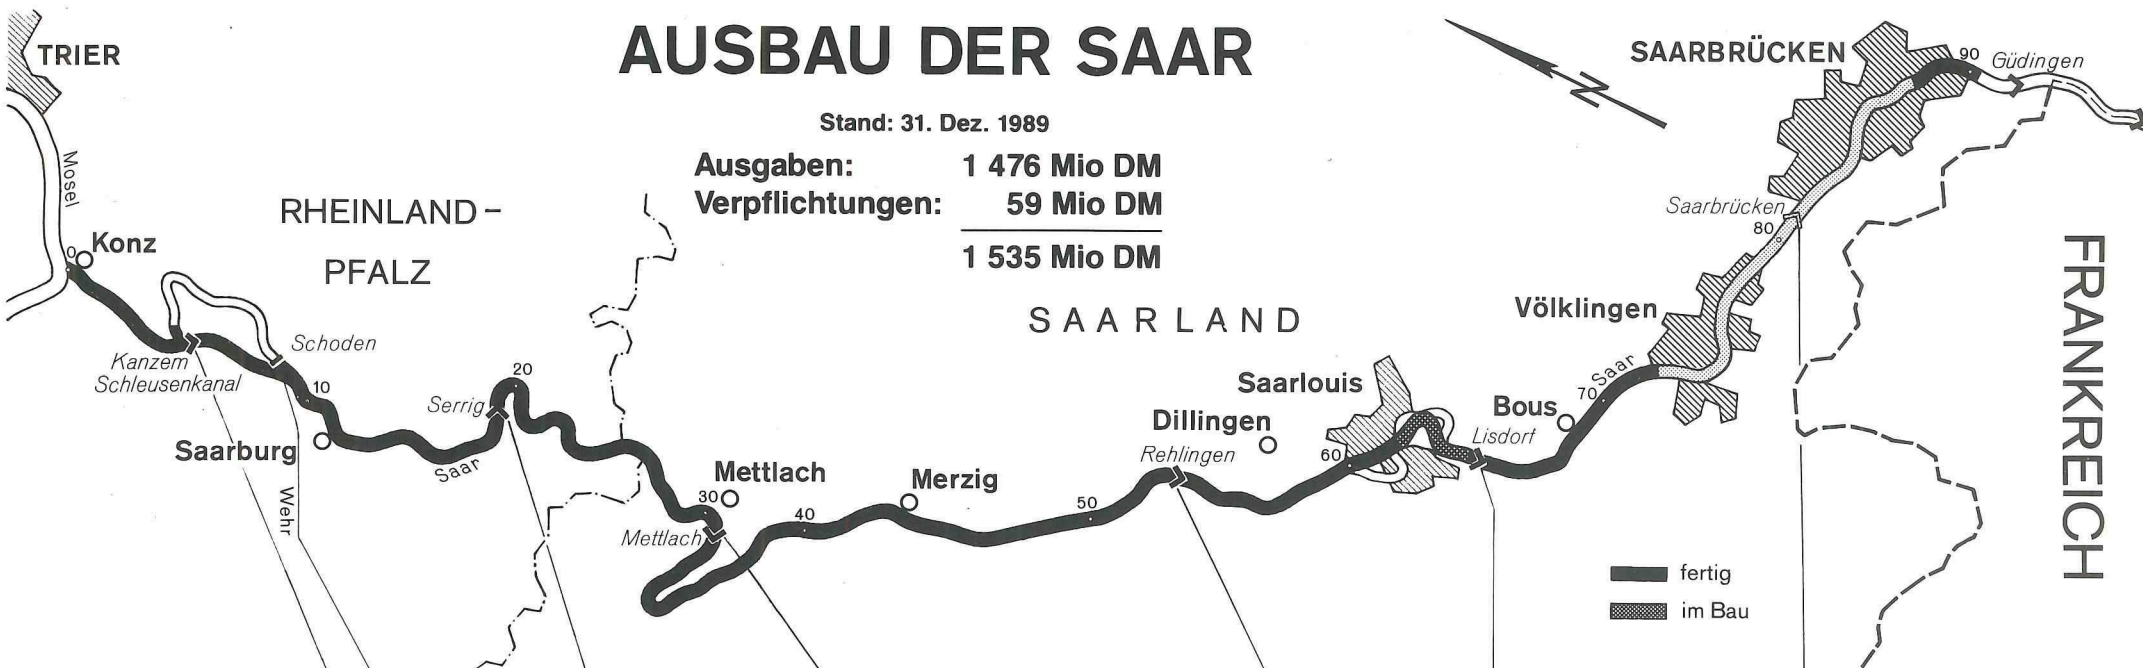 TRIER
AUSBAU DER SAAR
SAARBRÜCKEN
90
Güdingen
N
Stand: 31. Dez. 1989
Ausgaben: 1 476 Mio DM
Verpflichtungen: 59 Mio DM
1 535 Mio DM
Mosel
RHEINLAND-
PFALZ
Saarbrücken
80
0
Konz
FRANKREICH
SAARLAND
Völklingen
Schoden
Kanzem
Schleusenkanal
10
20
Serrig
Saarlouis
Saar
70
Bous
Dillingen
Lisdorf
Rehlingen
60
Saarburg
Saar
Mettlach
Merzig
Wehr
30
40
50
Mettlach
fertig
im Bau